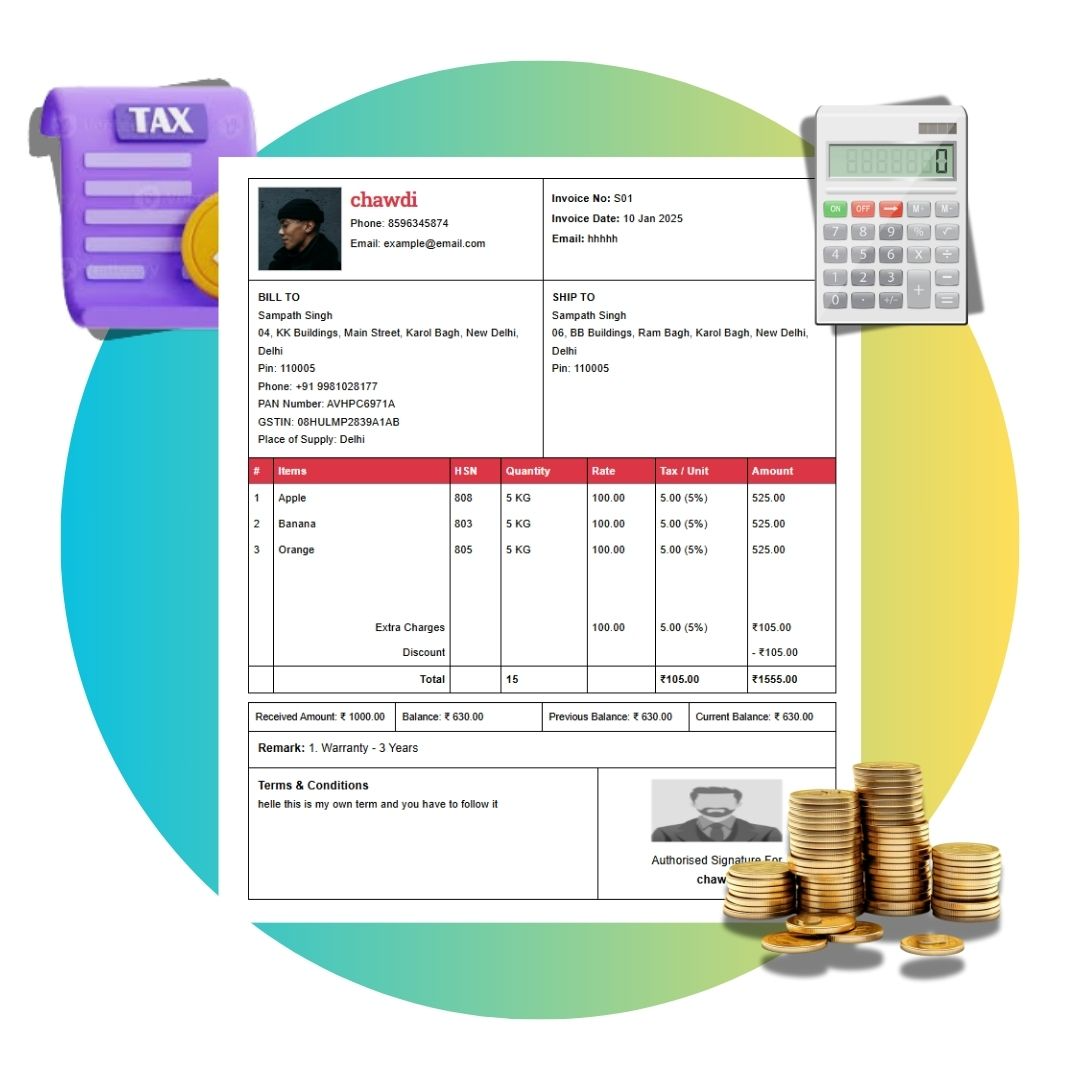 TAX
chawdi
Phone: 8596345874
Email: example@email.com
Invoice No: S01
Invoice Date: 10 Jan 2025
Email: hhhhh
0
ON OFF → M+ M-
7 8 9 % √
4 5 6 X ÷
1 2 3 + −
0 · +/− =
BILL TO
Sampath Singh
04, KK Buildings, Main Street, Karol Bagh, New Delhi,
Delhi
Pin: 110005
Phone: +91 9981028177
PAN Number: AVHPC6971A
GSTIN: 08HULMP2839A1AB
Place of Supply: Delhi
SHIP TO
Sampath Singh
06, BB Buildings, Ram Bagh, Karol Bagh, New Delhi,
Delhi
Pin: 110005
# Items HSN Quantity Rate Tax / Unit Amount
1 Apple 808 5 KG 100.00 5.00 (5%) 525.00
2 Banana 803 5 KG 100.00 5.00 (5%) 525.00
3 Orange 805 5 KG 100.00 5.00 (5%) 525.00
Extra Charges 100.00 5.00 (5%) ₹105.00
Discount - ₹105.00
Total 15 ₹105.00 ₹1555.00
Received Amount: ₹ 1000.00 Balance: ₹ 630.00 Previous Balance: ₹ 630.00 Current Balance: ₹ 630.00
Remark: 1. Warranty - 3 Years
Terms & Conditions
helle this is my own term and you have to follow it
Authorised Signature For
chaw